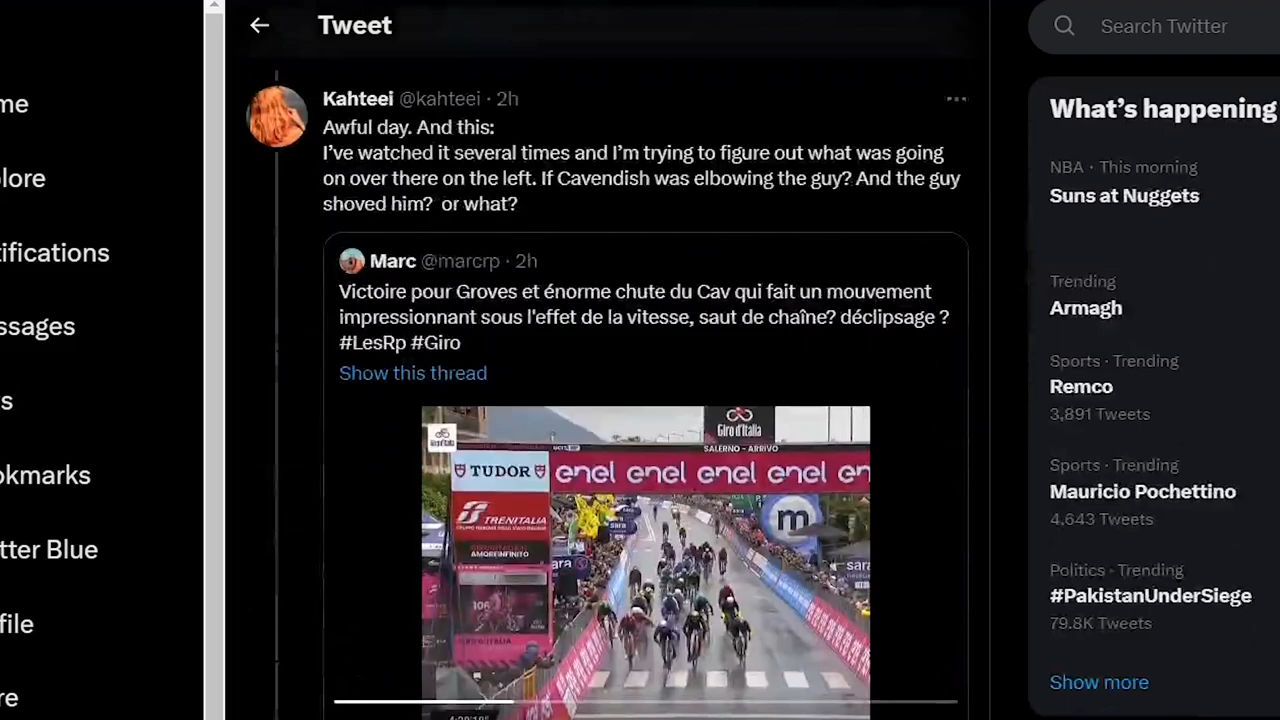 Tweet
Search Twitter
me
lore
tifications
ssages
s
okmarks
tter Blue
file
re
Kahteei @kahteei · 2h
Awful day. And this:
I've watched it several times and I'm trying to figure out what was going
on over there on the left. If Cavendish was elbowing the guy? And the guy
shoved him? or what?
Marc @marcrp · 2h
Victoire pour Groves et énorme chute du Cav qui fait un mouvement
impressionnant sous l'effet de la vitesse, saut de chaîne? déclipsage ?
#LesRp #Giro
Show this thread
Giro d'Italia
SALERNO - ARRIVO
TUDOR
enel enel enel enel en
TRENITALIA
AMOREINFINITO
m
sara
ara
sara
106
What's happening
NBA · This morning
Suns at Nuggets
Trending
Armagh
Sports · Trending
Remco
3,891 Tweets
Sports · Trending
Mauricio Pochettino
4,643 Tweets
Politics · Trending
#PakistanUnderSiege
79.8K Tweets
Show more